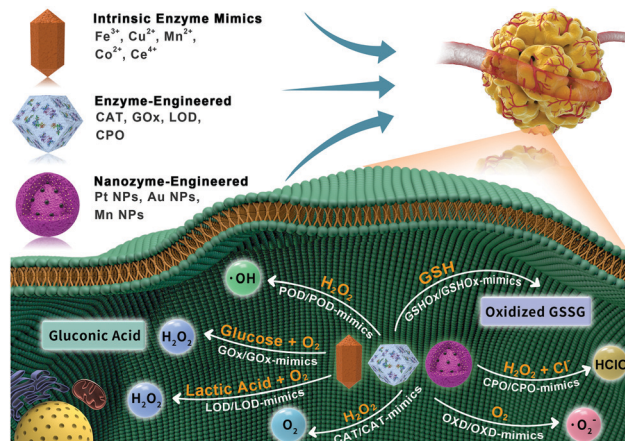 Intrinsic Enzyme Mimics
Fe³⁺, Cu²⁺, Mn²⁺,
Co²⁺, Ce⁴⁺
Enzyme-Engineered
CAT, GOx, LOD,
CPO
Nanozyme-Engineered
Pt NPs, Au NPs,
Mn NPs
·OH
H₂O₂
POD/POD-mimics
GSH
GSHOx/GSHOx-mimics
Oxidized GSSG
Gluconic Acid
H₂O₂
Glucose + O₂
GOx/GOx-mimics
H₂O₂ + Cl⁻
CPO/CPO-mimics
HClO
H₂O₂
Lactic Acid + O₂
LOD/LOD-mimics
O₂
H₂O₂
CAT/CAT-mimics
O₂
OXD/OXD-mimics
·O₂⁻